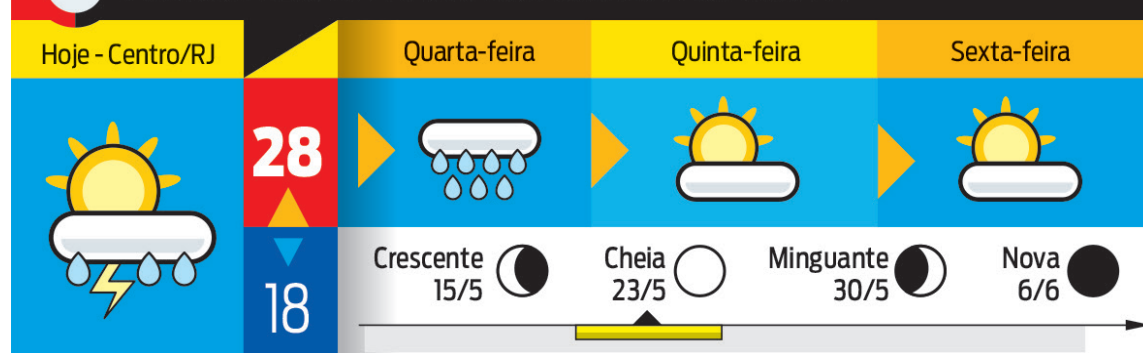 Hoje - Centro/RJ
Quarta-feira
Quinta-feira
Sexta-feira
28
18
Crescente
15/5
Cheia
23/5
Minguante
30/5
Nova
6/6